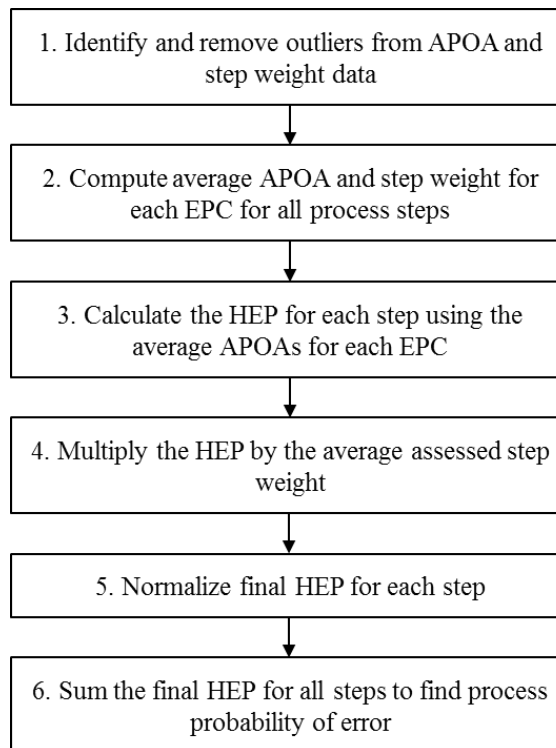 1. Identify and remove outliers from APOA and
step weight data
2. Compute average APOA and step weight for
each EPC for all process steps
3. Calculate the HEP for each step using the
average APOAs for each EPC
4. Multiply the HEP by the average assessed step
weight
5. Normalize final HEP for each step
6. Sum the final HEP for all steps to find process
probability of error